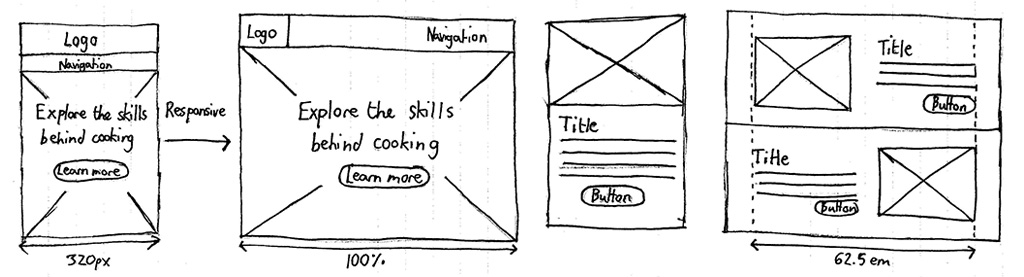 Logo
Navigation
Explore the skills
behind cooking
Learn more
320px
Responsive
Logo
Navigation
Explore the skills
behind cooking
Learn more
100%
Title
Button
Title
Button
Title
Button
62.5 em